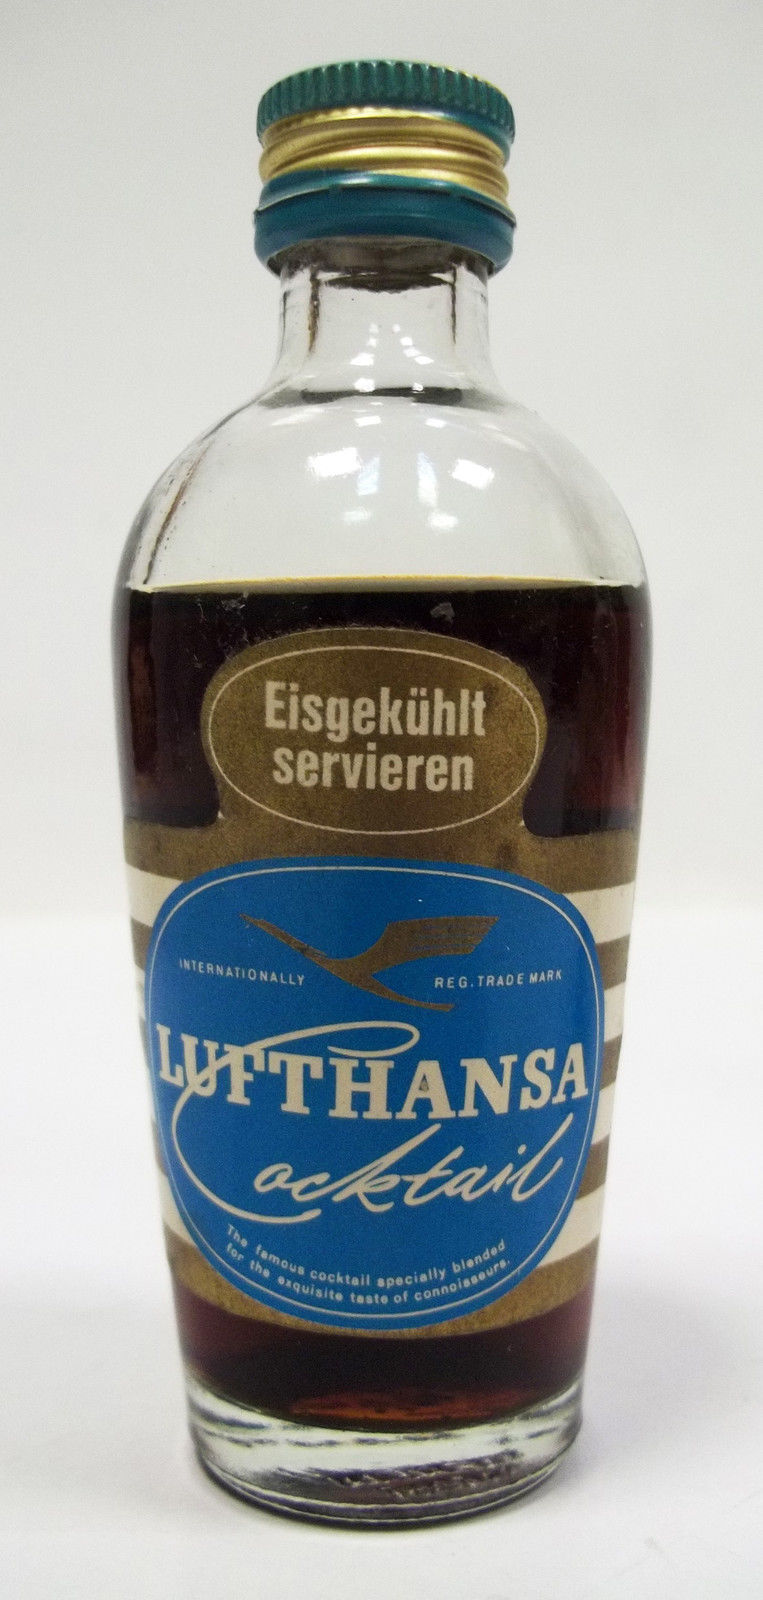 Eisgekühlt
servieren
INTERNATIONALLY REG. TRADE MARK
LUFTHANSA
Cocktail
The famous cocktail specially blended
for the exquisite taste of connoisseurs.